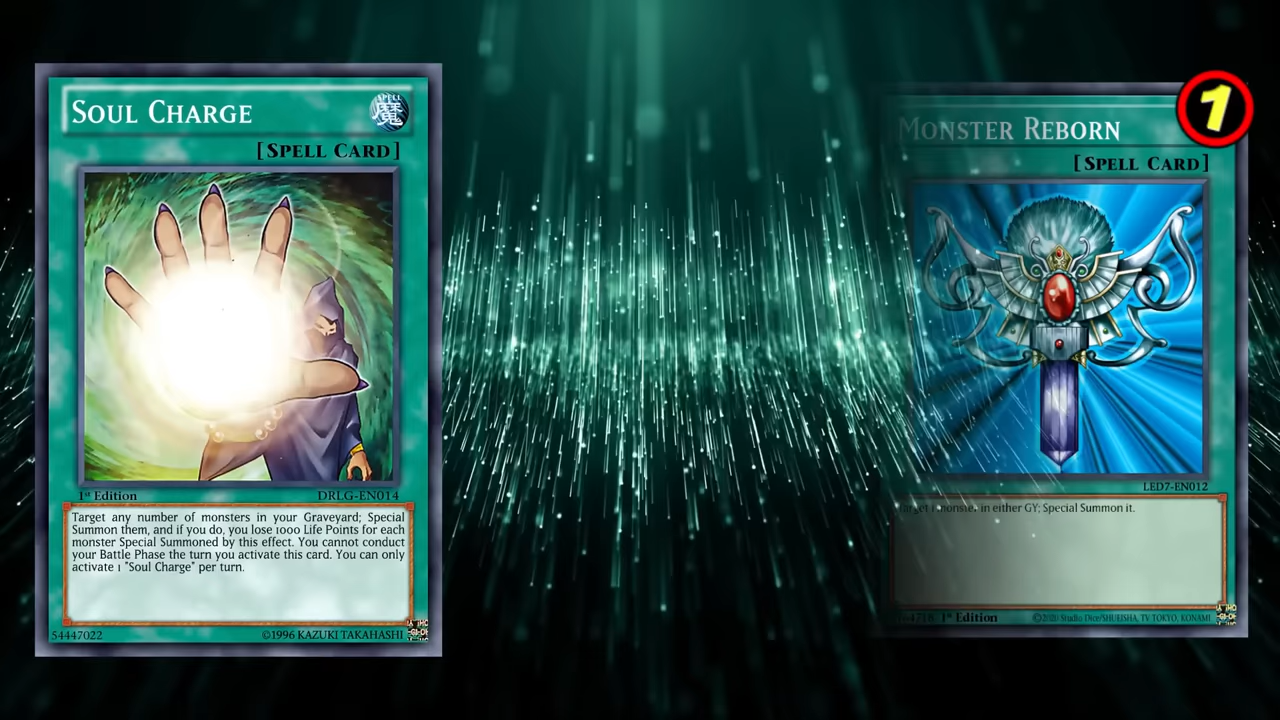 SOUL CHARGE
SPELL
魔
[SPELL CARD]
1st Edition
DRLG-EN014
Target any number of monsters in your Graveyard; Special
Summon them, and if you do, you lose 1000 Life Points for each
monster Special Summoned by this effect. You cannot conduct
your Battle Phase the turn you activate this card. You can only
activate 1 "Soul Charge" per turn.
54447022
©1996 KAZUKI TAKAHASHI
1
MONSTER REBORN
[SPELL CARD]
LED7-EN012
Target 1 monster in either GY; Special Summon it.
1st Edition
©2020 Studio Dice/SHUEISHA, TV TOKYO, KONAMI